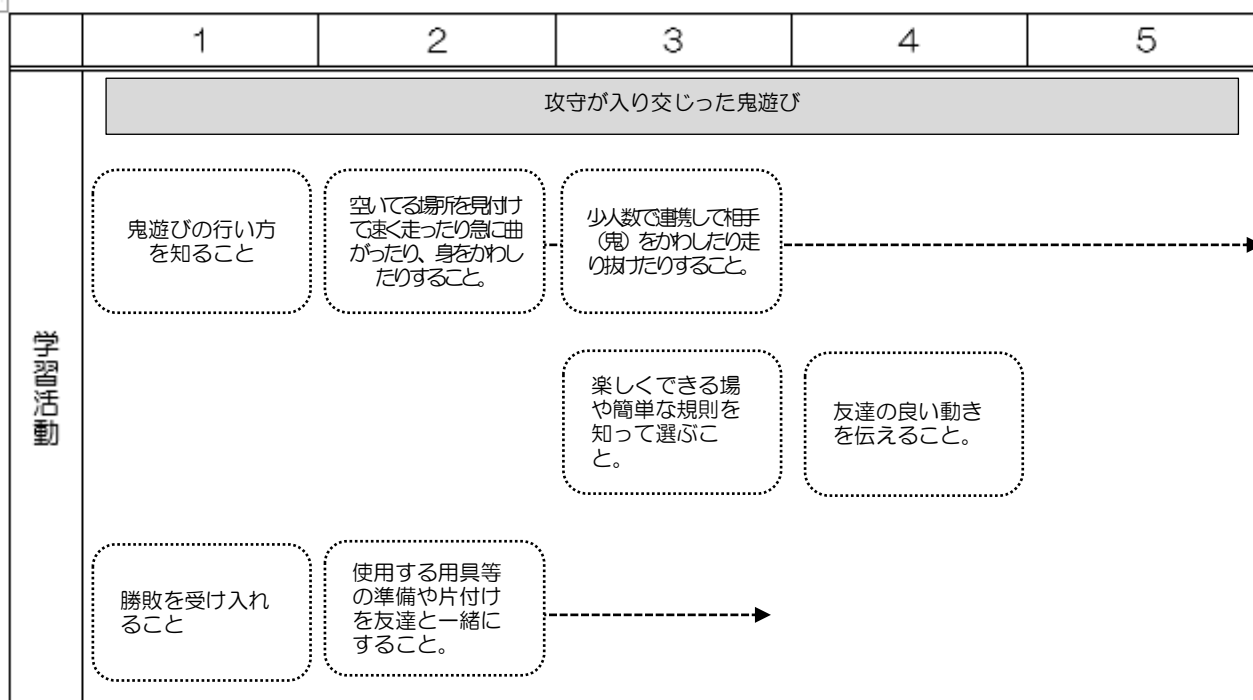 1
2
3
4
5
学習活動
攻守が入り交じった鬼遊び
鬼遊びの行い方
を知ること
空いてる場所を見付け
て速く走ったり急に曲
がったり、身をかわし
たりすること。
少人数で連携して相手
（鬼）をかわしたり走
り抜けたりすること。
楽しくできる場
や簡単な規則を
知って選ぶこ
と。
友達の良い動き
を伝えること。
勝敗を受け入れ
ること
使用する用具等
の準備や片付け
を友達と一緒に
すること。